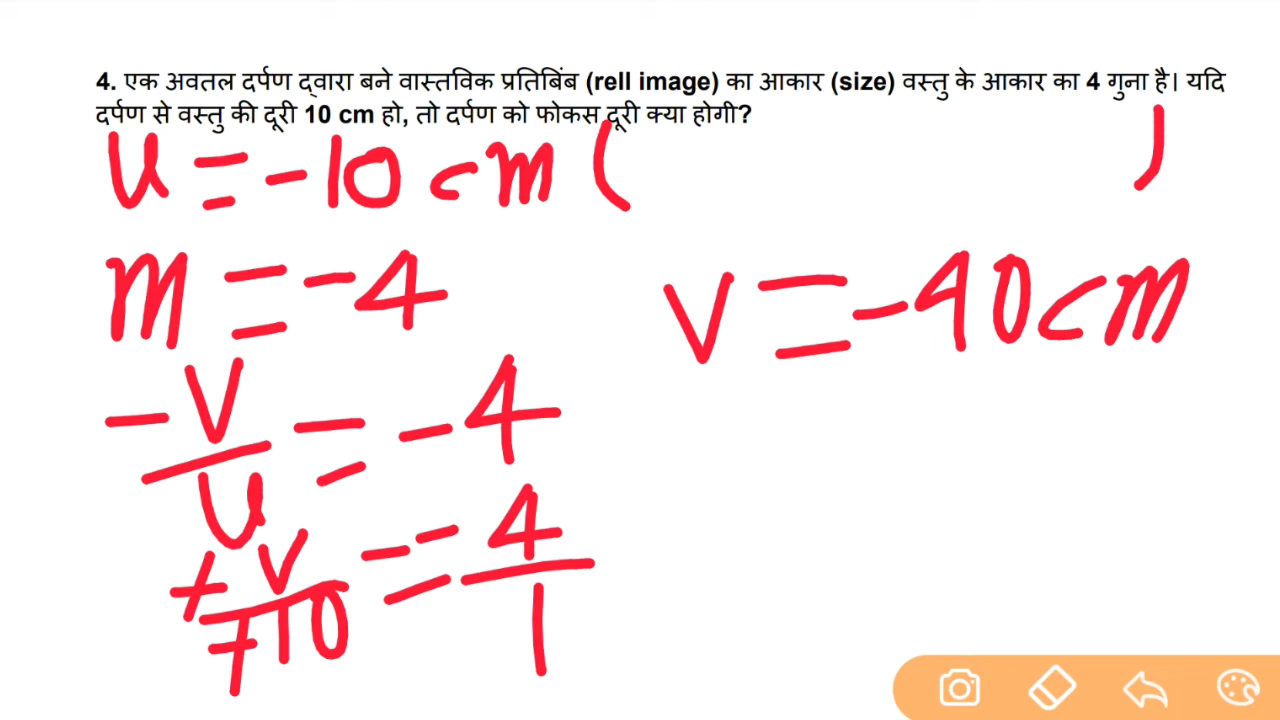 4. एक अवतल दर्पण द्वारा बने वास्तविक प्रतिबिंब (rell image) का आकार (size) वस्तु के आकार का 4 गुना है। यदि
दर्पण से वस्तु की दूरी 10 cm हो, तो दर्पण को फोकस दूरी क्या होगी?
u = -10 cm ( )
m = -4
v = -40 cm
-v/u = -4
+v/+10 = -4/1